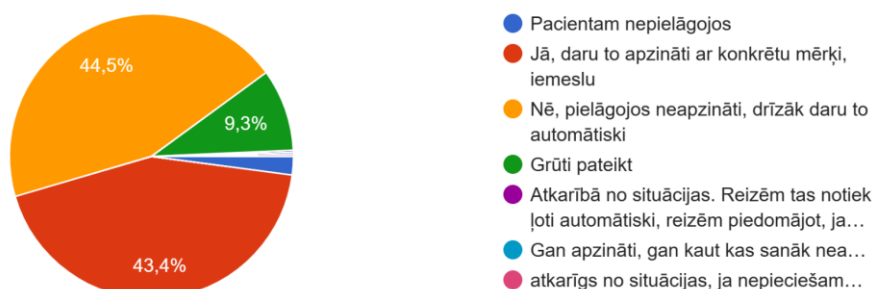 44,5%
9,3%
43,4%
Pacientam nepielāgojos
Jā, daru to apzināti ar konkrētu mērķi,
iemeslu
Nē, pielāgojos neapzināti, drīzāk daru to
automātiski
Grūti pateikt
Atkarībā no situācijas. Reizēm tas notiek
ļoti automātiski, reizēm piedomājot, ja…
Gan apzināti, gan kaut kas sanāk nea…
atkarīgs no situācijas, ja nepieciešam…